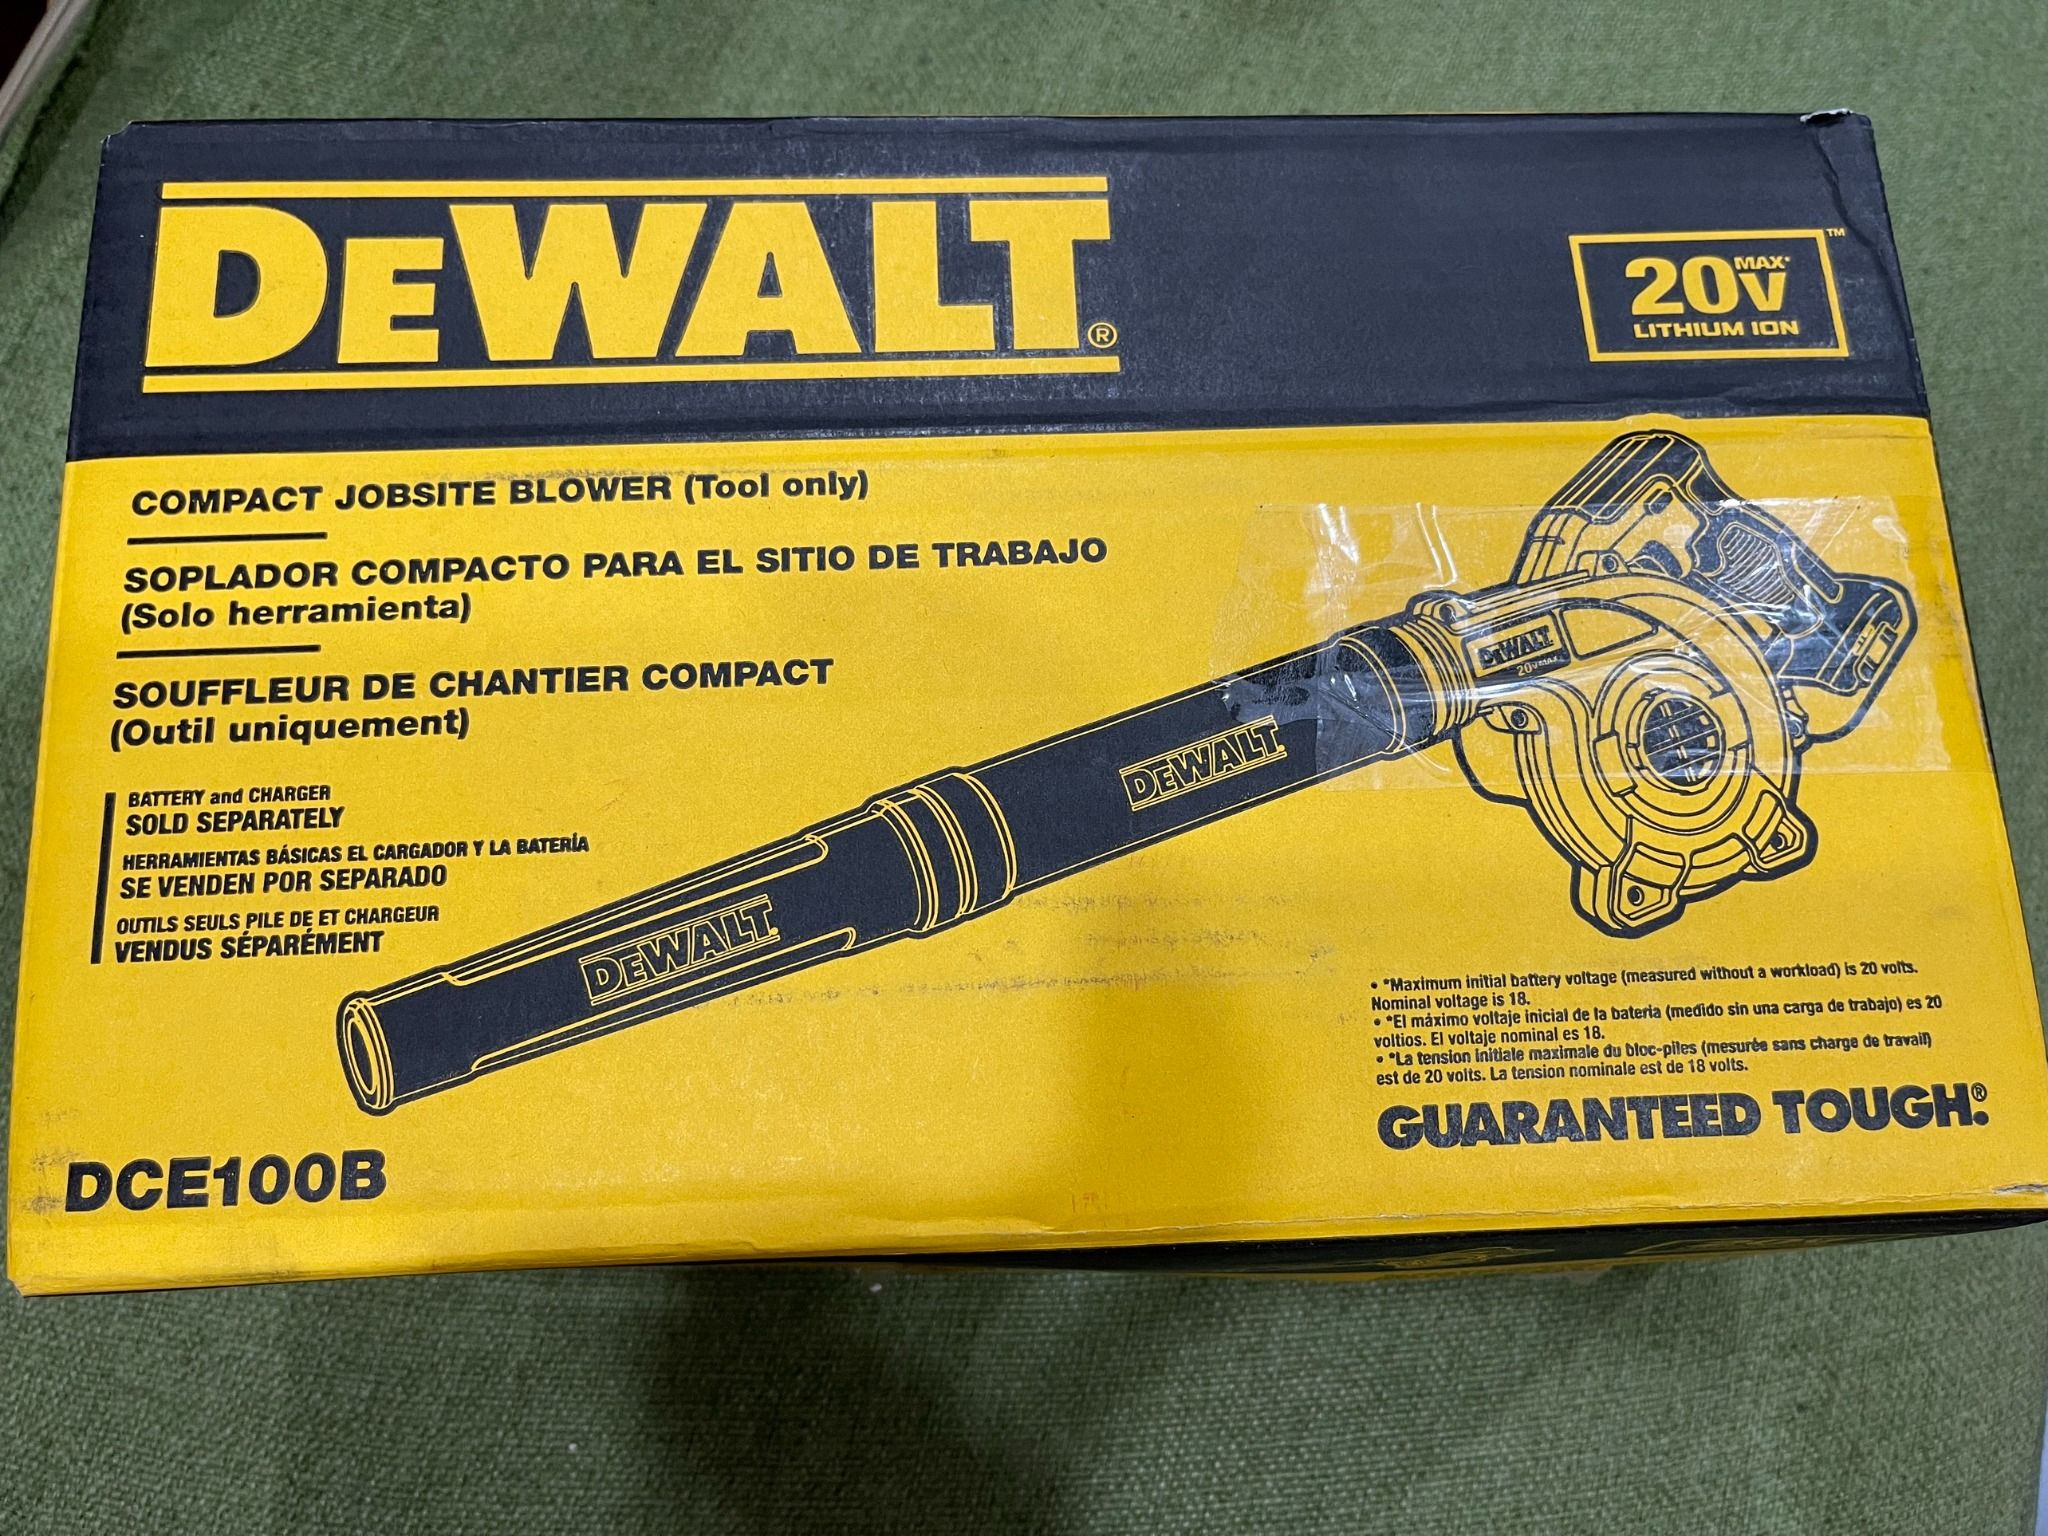 DEWALT®
20V MAX* ™
LITHIUM ION
COMPACT JOBSITE BLOWER (Tool only)
SOPLADOR COMPACTO PARA EL SITIO DE TRABAJO
(Solo herramienta)
SOUFFLEUR DE CHANTIER COMPACT
(Outil uniquement)
BATTERY and CHARGER
SOLD SEPARATELY
HERRAMIENTAS BÁSICAS EL CARGADOR Y LA BATERÍA
SE VENDEN POR SEPARADO
OUTILS SEULS PILE DE ET CHARGEUR
VENDUS SÉPARÉMENT
DEWALT
20V MAX
DEWALT
DEWALT
• *Maximum initial battery voltage (measured without a workload) is 20 volts.
Nominal voltage is 18.
• *El máximo voltaje inicial de la bateria (medido sin una carga de trabajo) es 20
voltios. El voltaje nominal es 18.
• *La tension initiale maximale du bloc-piles (mesurée sans charge de travail)
est de 20 volts. La tension nominale est de 18 volts.
GUARANTEED TOUGH.®
DCE100B